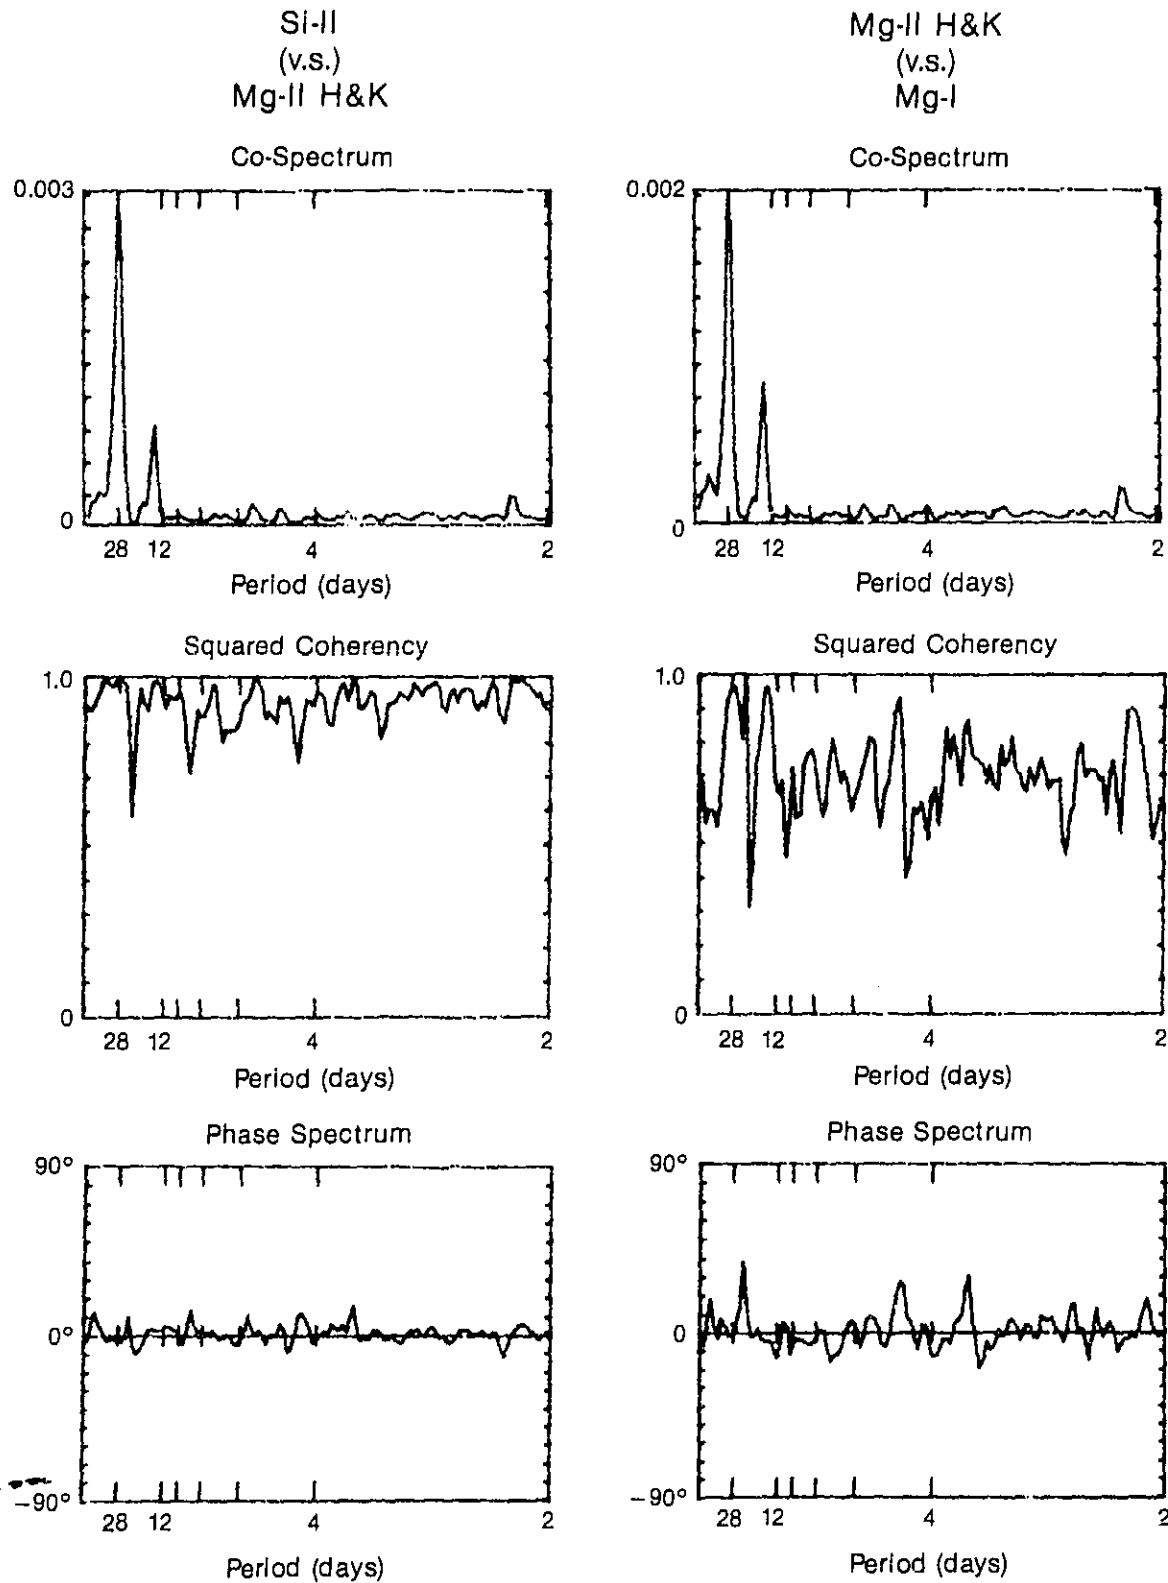 Si-II
(v.s.)
Mg-II H&K
Co-Spectrum
0.003
0
28 12 4 2
Period (days)
Squared Coherency
1.0
0
28 12 4 2
Period (days)
Phase Spectrum
90°
0°
−90°
28 12 4 2
Period (days)
Mg-II H&K
(v.s.)
Mg-I
Co-Spectrum
0.002
0
28 12 4 2
Period (days)
Squared Coherency
1.0
0
28 12 4 2
Period (days)
Phase Spectrum
90°
0
−90°
28 12 4 2
Period (days)